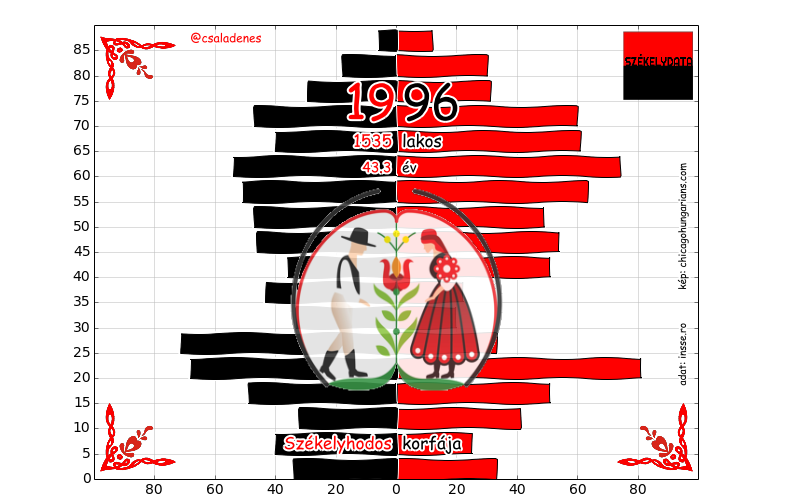 @csaladenes
SZÉKELYDATA
1996
1535 lakos
43.3 év
kép: chicagohungarians.com
adat: insse.ro
Székelyhodos korfája
85
80
75
70
65
60
55
50
45
40
35
30
25
20
15
10
5
0
80 60 40 20 0 20 40 60 80